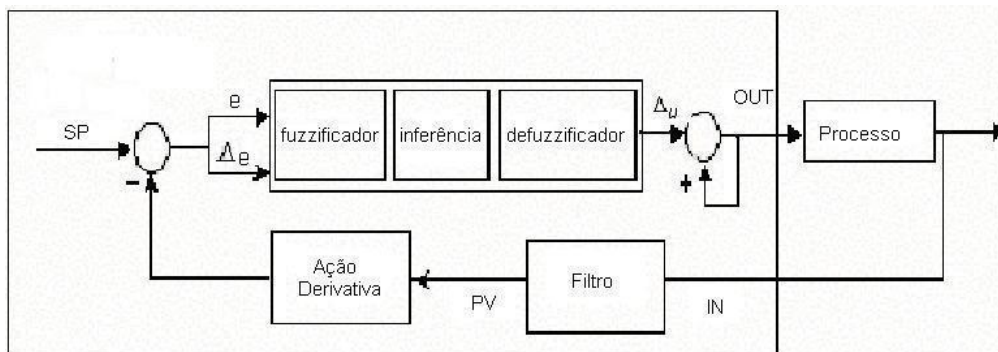 SP
e
Δe
fuzzificador
inferência
defuzzificador
Δu
OUT
Processo
-
+
Ação
Derivativa
PV
Filtro
IN